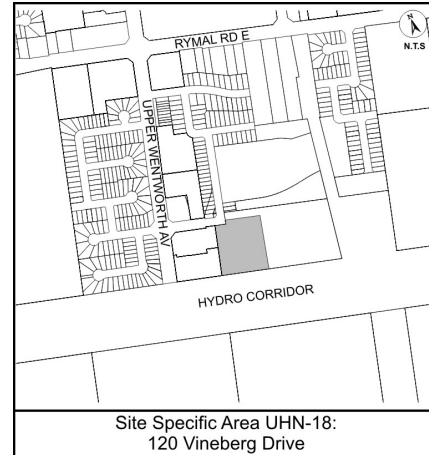 RYMAL RD E
N.T.S
UPPER WENTWORTH AV
HYDRO CORRIDOR
Site Specific Area UHN-18:
120 Vineberg Drive